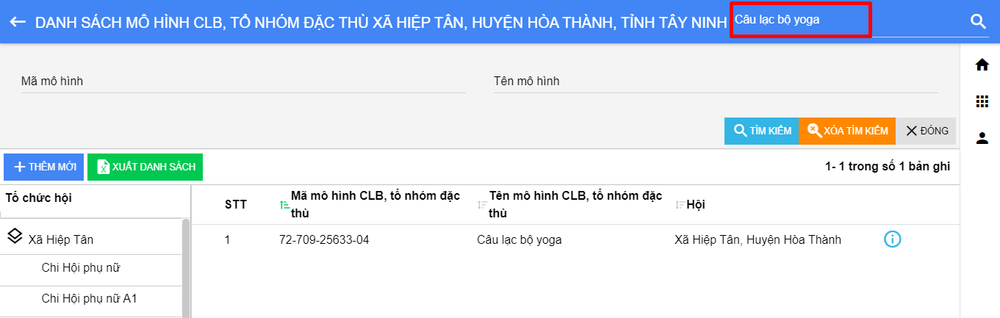 DANH SÁCH MÔ HÌNH CLB, TỔ NHÓM ĐẶC THÙ XÃ HIỆP TÂN, HUYỆN HÒA THÀNH, TỈNH TÂY NINH
Câu lạc bộ yoga
Mã mô hình
Tên mô hình
TÌM KIẾM
XÓA TÌM KIẾM
ĐÓNG
THÊM MỚI
XUẤT DANH SÁCH
1- 1 trong số 1 bản ghi
Tổ chức hội
Xã Hiệp Tân
Chi Hội phụ nữ
Chi Hội phụ nữ A1
STT
Mã mô hình CLB, tổ nhóm đặc
thù
Tên mô hình CLB, tổ nhóm đặc
thù
Hội
1
72-709-25633-04
Câu lạc bộ yoga
Xã Hiệp Tân, Huyện Hòa Thành